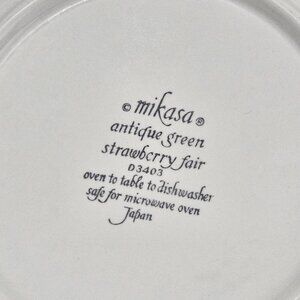 © mikasa ®
antique green
strawberry fair
D3403
oven to table to dishwasher
safe for microwave oven
Japan